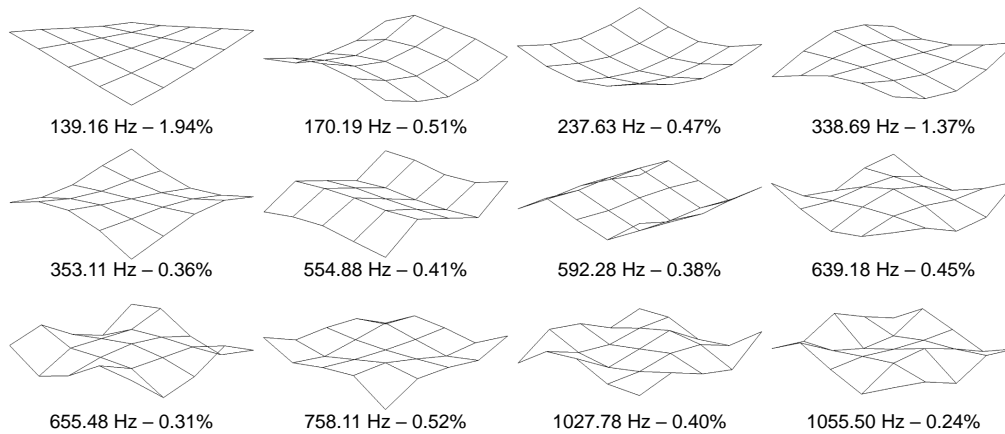 139.16 Hz – 1.94% 170.19 Hz – 0.51% 237.63 Hz – 0.47% 338.69 Hz – 1.37%
353.11 Hz – 0.36% 554.88 Hz – 0.41% 592.28 Hz – 0.38% 639.18 Hz – 0.45%
655.48 Hz – 0.31% 758.11 Hz – 0.52% 1027.78 Hz – 0.40% 1055.50 Hz – 0.24%